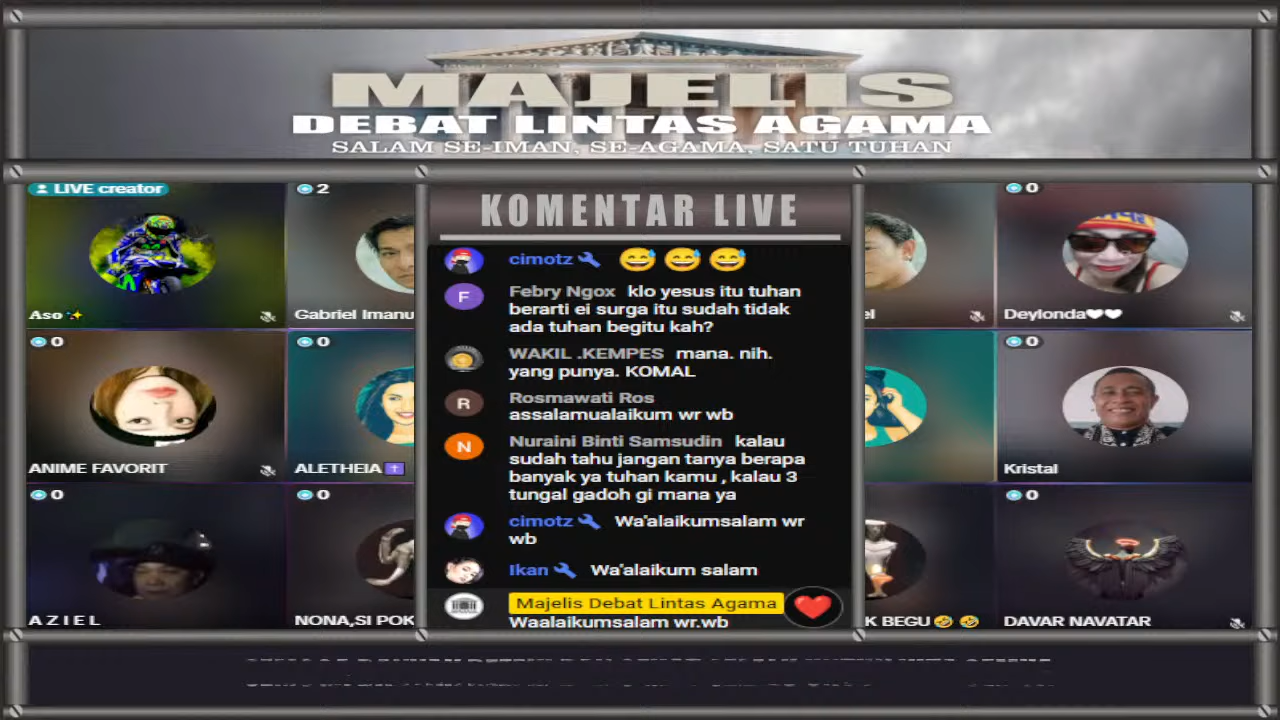 MAJELIS
DEBAT LINTAS AGAMA
SALAM SE-IMAN, SE-AGAMA, SATU TUHAN
LIVE creator
2
0
KOMENTAR LIVE
Aso
Gabriel Imanu
el
Deylonda
cimotz
Febry Ngox klo yesus itu tuhan
berarti ei surga itu sudah tidak
ada tuhan begitu kah?
0
0
0
WAKIL .KEMPES mana. nih.
yang punya. KOMAL
Rosmawati Ros
assalamualaikum wr wb
Nuraini Binti Samsudin kalau
sudah tahu jangan tanya berapa
banyak ya tuhan kamu , kalau 3
tungal gadoh gi mana ya
ANIME FAVORIT
ALETHEIA
Kristal
0
0
0
cimotz Wa'alaikumsalam wr
wb
Ikan Wa'alaikum salam
Majelis Debat Lintas Agama
Waalaikumsalam wr.wb
A Z I E L
NONA,SI POK
K BEGU
DAVAR NAVATAR